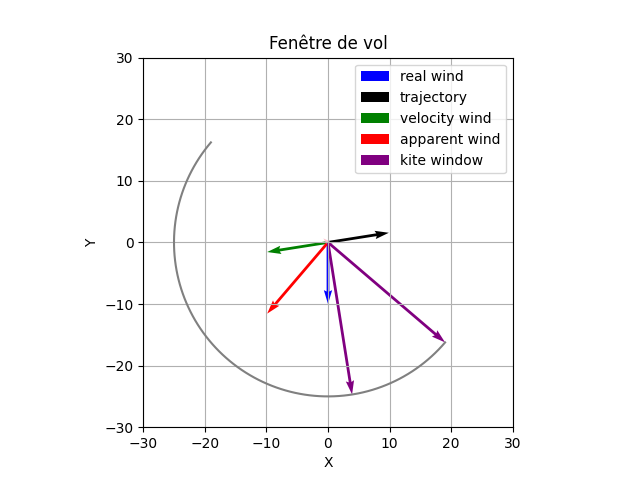 Fenêtre de vol
30
20
10
0
−10
−20
−30
Y
real wind
trajectory
velocity wind
apparent wind
kite window
−30 −20 −10 0 10 20 30
X